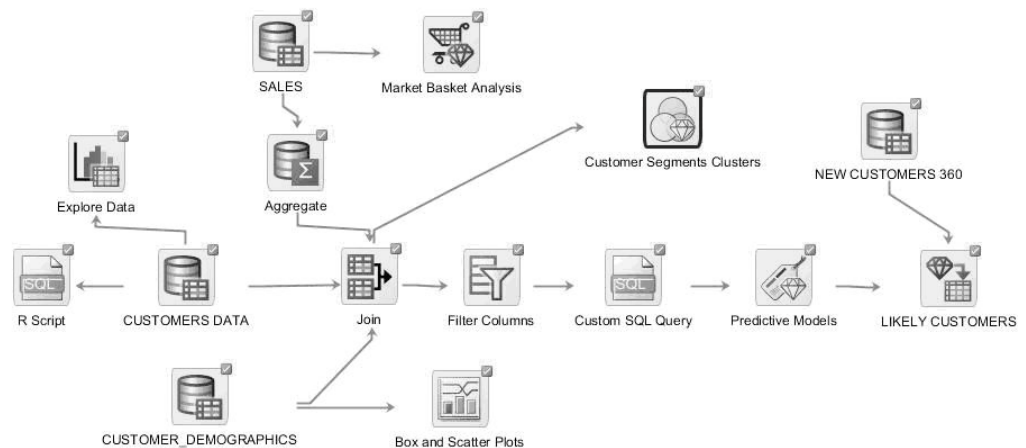 SALES
Market Basket Analysis
Customer Segments Clusters
NEW CUSTOMERS 360
Explore Data
Aggregate
Σ
SQL
R Script
CUSTOMERS DATA
Join
Filter Columns
SQL
Custom SQL Query
Predictive Models
LIKELY CUSTOMERS
CUSTOMER_DEMOGRAPHICS
Box and Scatter Plots